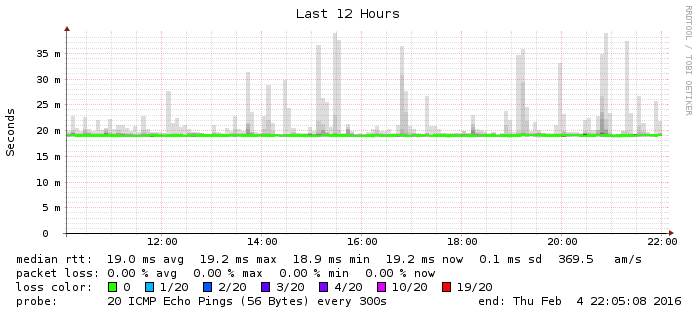 Last 12 Hours
RRDTOOL / TOBI OETIKER
Seconds
35 m
30 m
25 m
20 m
15 m
10 m
5 m
0
12:00 14:00 16:00 18:00 20:00 22:00
median rtt: 19.0 ms avg 19.2 ms max 18.9 ms min 19.2 ms now 0.1 ms sd 369.5 am/s
packet loss: 0.00 % avg 0.00 % max 0.00 % min 0.00 % now
loss color: 0 1/20 2/20 3/20 4/20 10/20 19/20
probe: 20 ICMP Echo Pings (56 Bytes) every 300s end: Thu Feb 4 22:05:08 2016